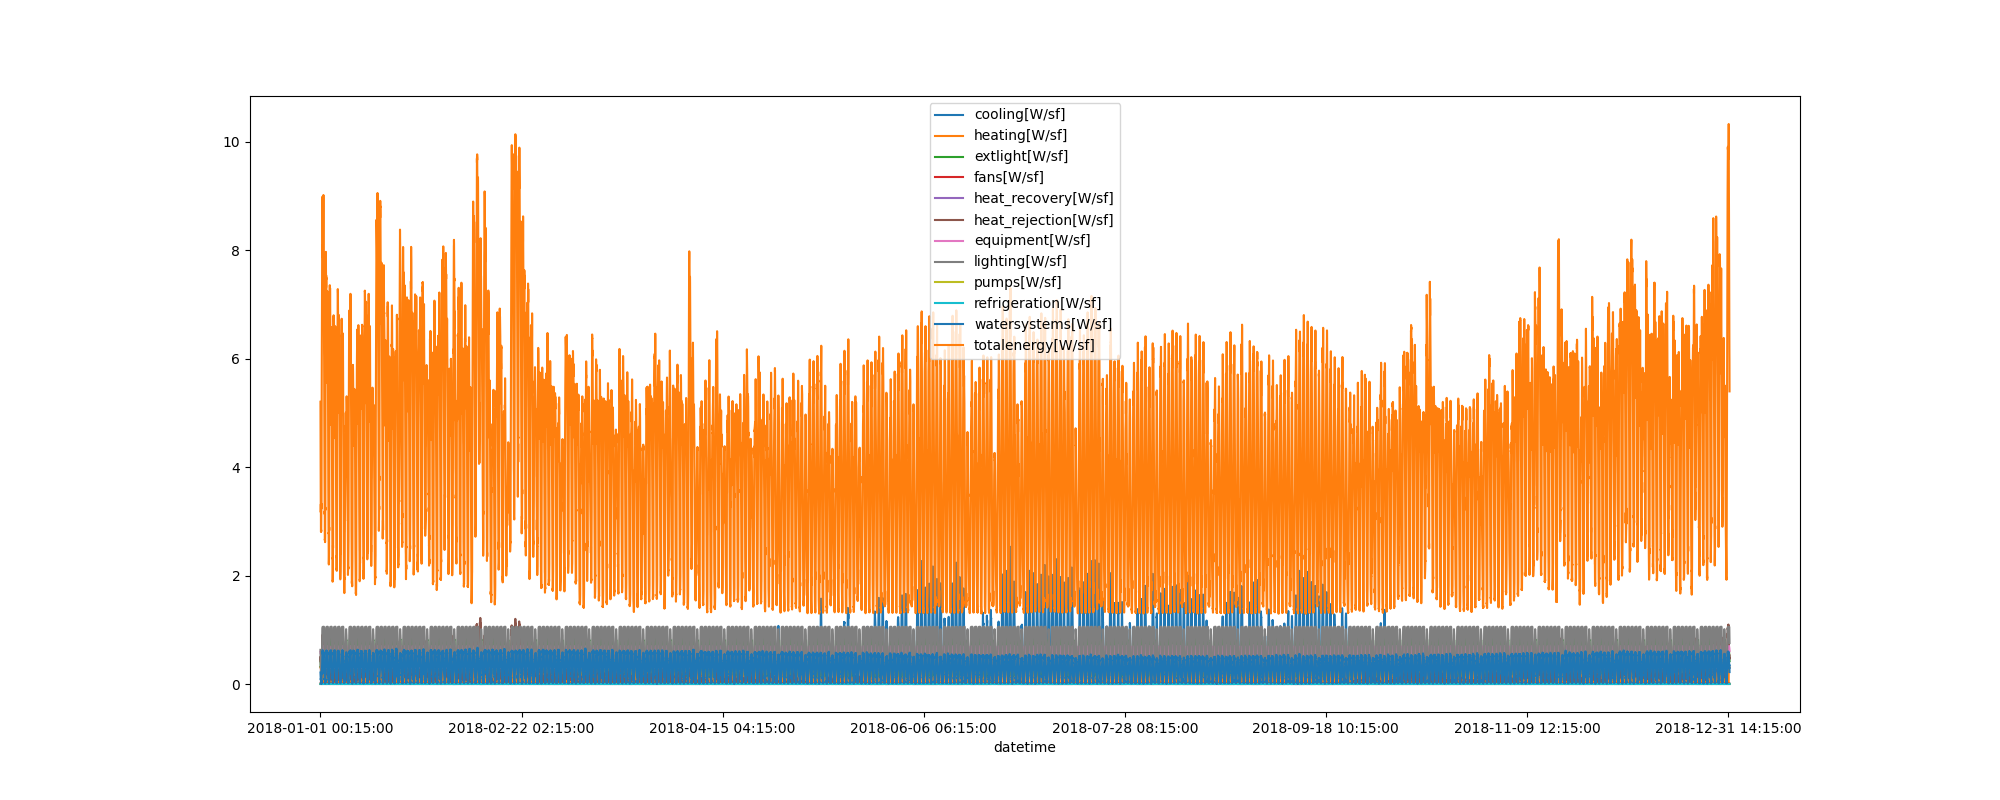 cooling[W/sf]
heating[W/sf]
extlight[W/sf]
fans[W/sf]
heat_recovery[W/sf]
heat_rejection[W/sf]
equipment[W/sf]
lighting[W/sf]
pumps[W/sf]
refrigeration[W/sf]
watersystems[W/sf]
totalenergy[W/sf]
10
8
6
4
2
0
2018-01-01 00:15:00
2018-02-22 02:15:00
2018-04-15 04:15:00
2018-06-06 06:15:00
2018-07-28 08:15:00
2018-09-18 10:15:00
2018-11-09 12:15:00
2018-12-31 14:15:00
datetime